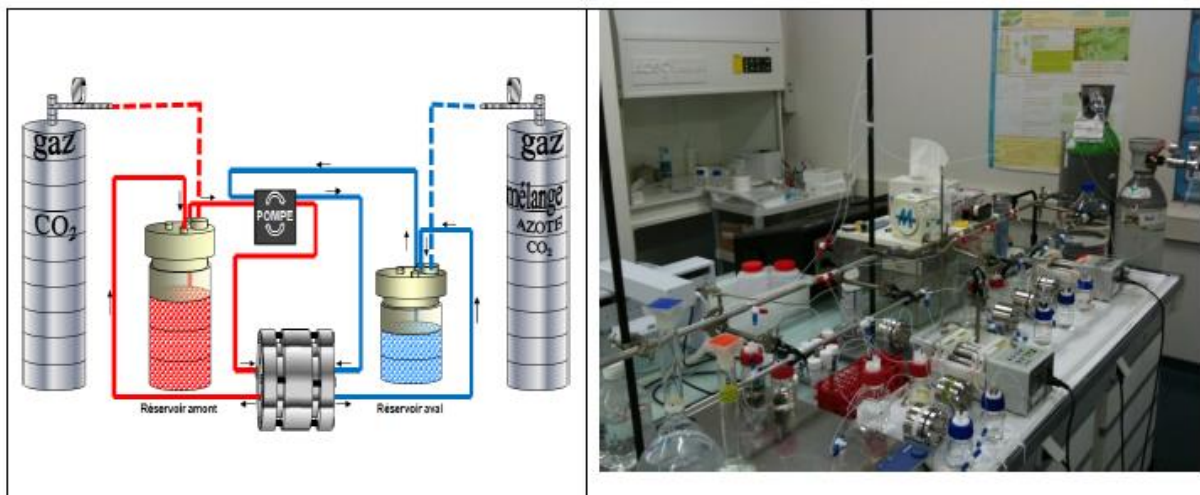 gaz
CO₂
POMPE
gaz
mélange
AZOTE
CO₂
Réservoir amont
Réservoir aval